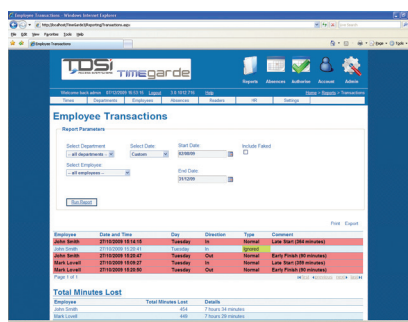 Employee Transactions - Windows Internet Explorer
File Edit View Favorites Tools Help
Employee Transactions
TDSi timegarde
Reports Absences Authorise Account Admin
Welcome back admin Logout Help
Home > Reports > Transactions
Times Departments Employees Absences Readers HR Settings
Employee Transactions
Report Parameters
Select Department Select Date: Start Date Include Failed
-- all departments -- Custom
Select Employee: End Date
-- all employees -- 31/12/09
Run Report
Print Export
Employee Date and Time Day Direction Type Comment
John Smith 27/10/2009 15:14:15 Tuesday In Normal Late Start (364 minutes)
John Smith 27/10/2009 15:20:41 Tuesday In Ignored
John Smith 27/10/2009 15:20:47 Tuesday Out Normal Early Finish (90 minutes)
Mark Lovell 27/10/2009 15:09:27 Tuesday In Normal Late Start (359 minutes)
Mark Lovell 27/10/2009 15:20:50 Tuesday Out Normal Early Finish (90 minutes)
Page 1 of 1
Total Minutes Lost
Employee Total Minutes Lost Details
John Smith 454 7 hours 34 minutes
Mark Lovell 449 7 hours 29 minutes